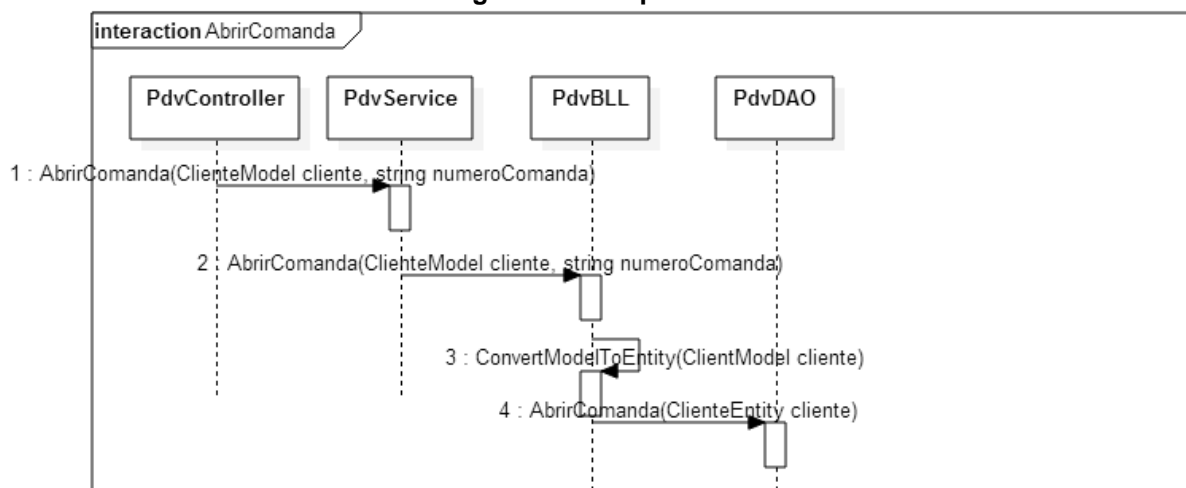 interaction AbrirComanda
PdvController
PdvService
PdvBLL
PdvDAO
1 : AbrirComanda(ClienteModel cliente, string numeroComanda)
2 : AbrirComanda(ClienteModel cliente, string numeroComanda)
3 : ConvertModelToEntity(ClientModel cliente)
4 : AbrirComanda(ClienteEntity cliente)